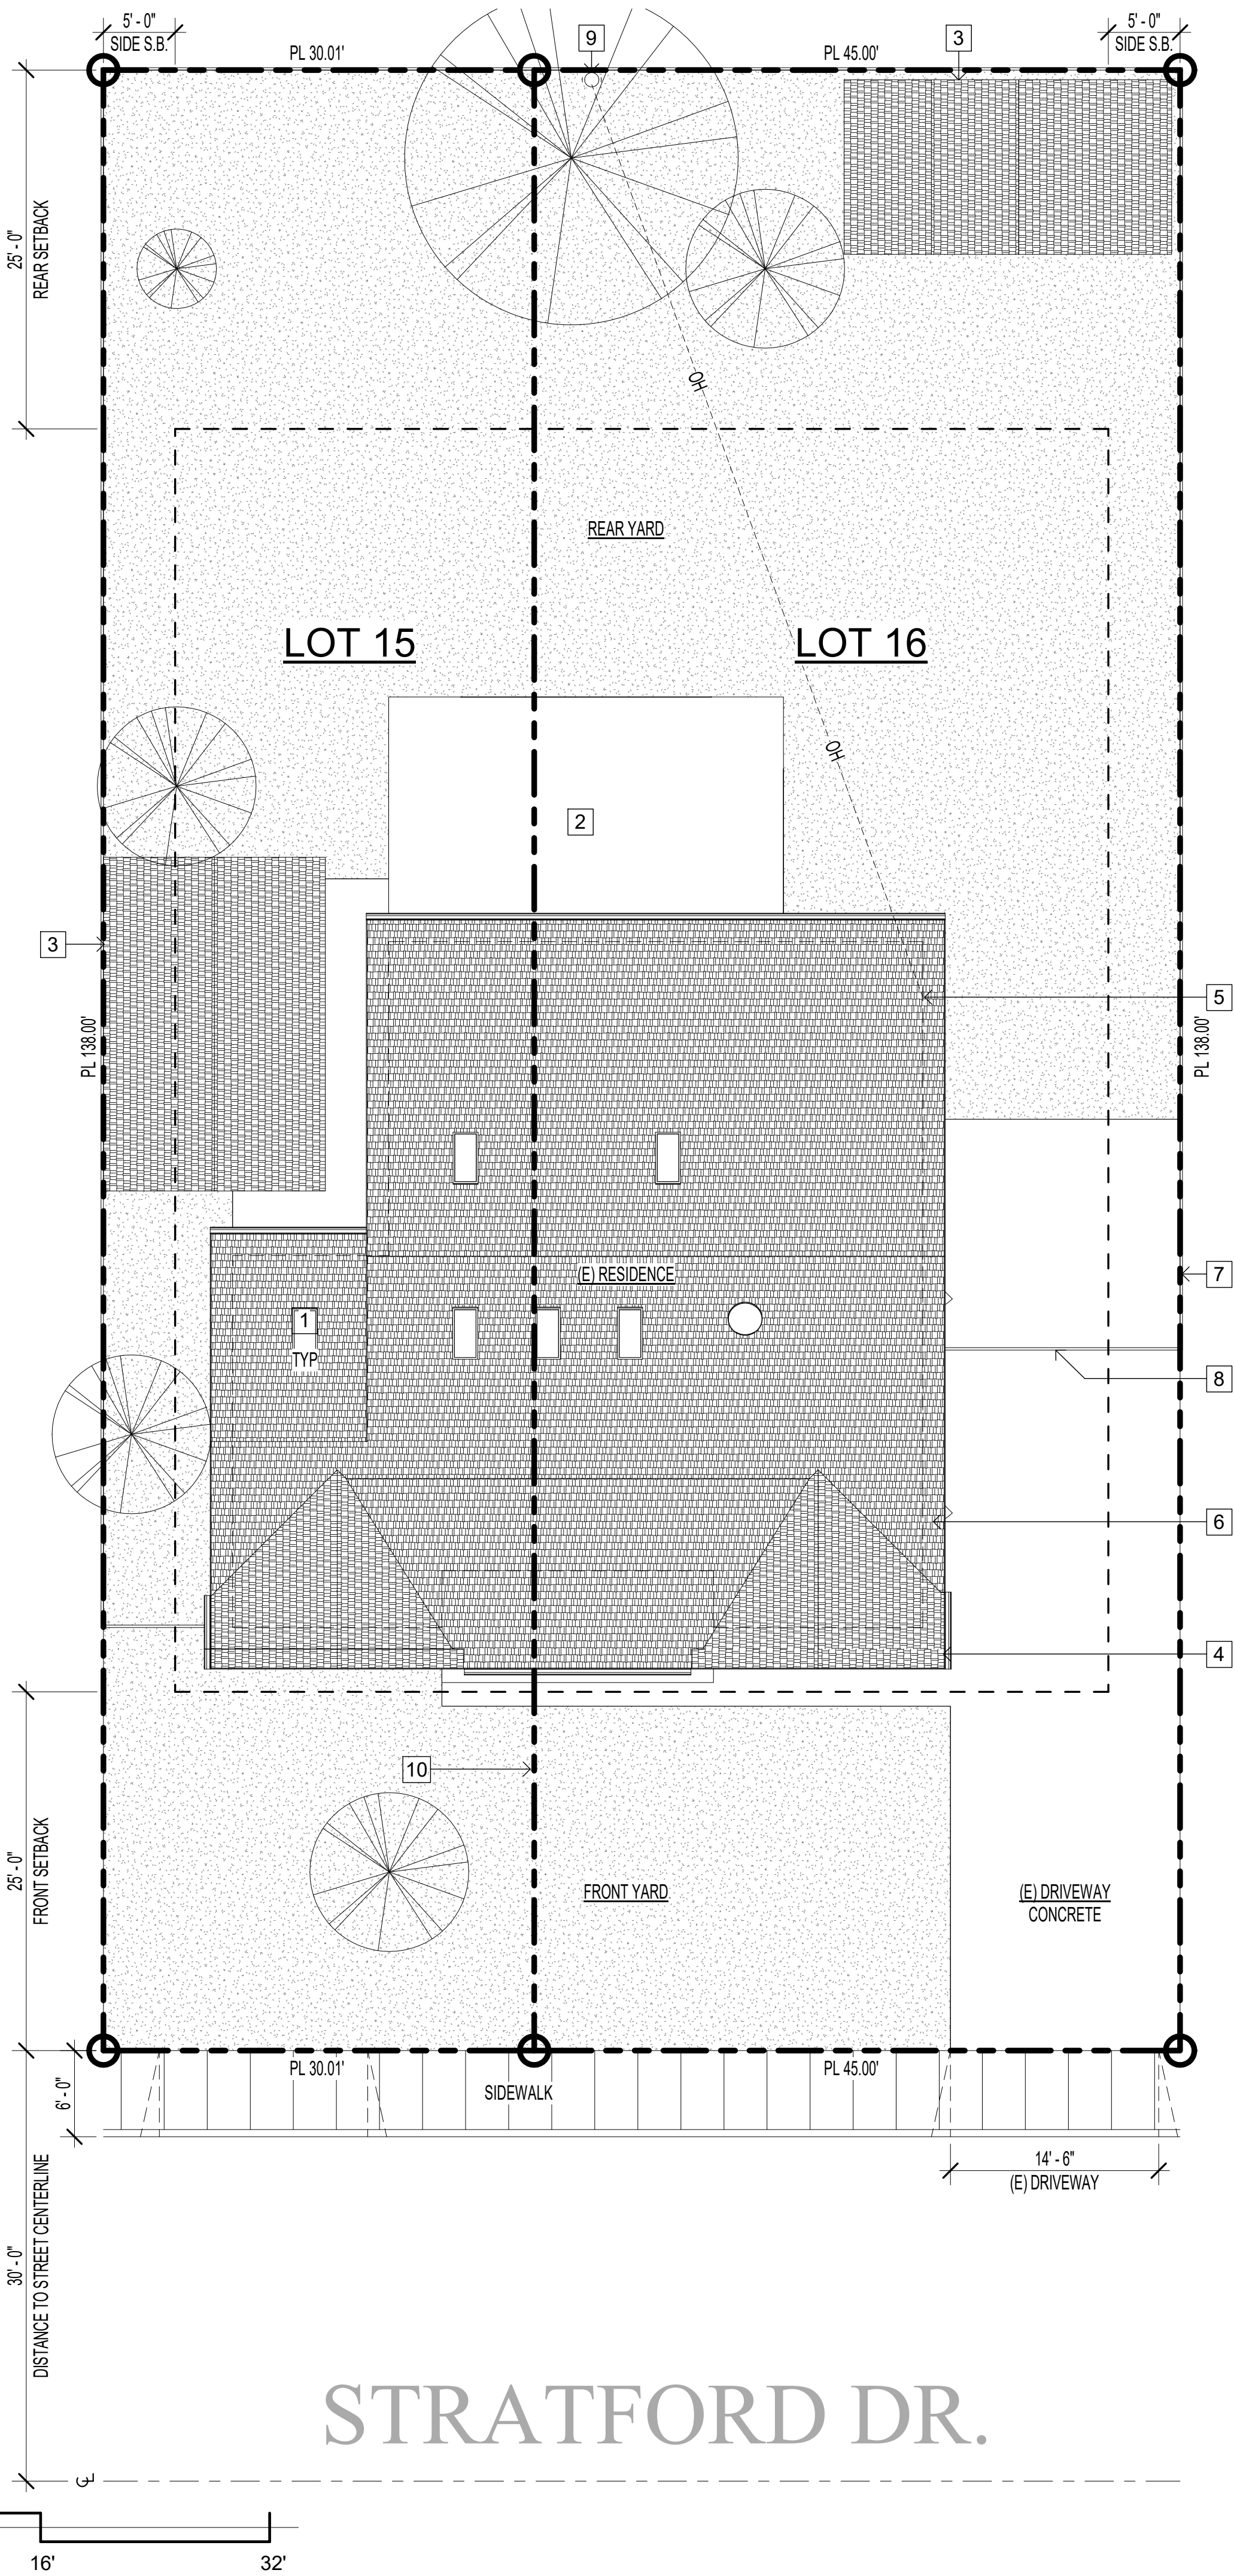 5' - 0"
SIDE S.B.
PL 30.01'
9
PL 45.00'
3
5' - 0"
SIDE S.B.
25' - 0"
REAR SETBACK
OH
REAR YARD
LOT 15
LOT 16
OH
2
3
5
PL 138.00'
PL 138.00'
(E) RESIDENCE
7
1
TYP
8
6
4
10
25' - 0"
FRONT SETBACK
FRONT YARD
(E) DRIVEWAY
CONCRETE
PL 30.01'
PL 45.00'
6' - 0"
SIDEWALK
14' - 6"
(E) DRIVEWAY
30' - 0"
DISTANCE TO STREET CENTERLINE
STRATFORD DR.
CL
16'
32'